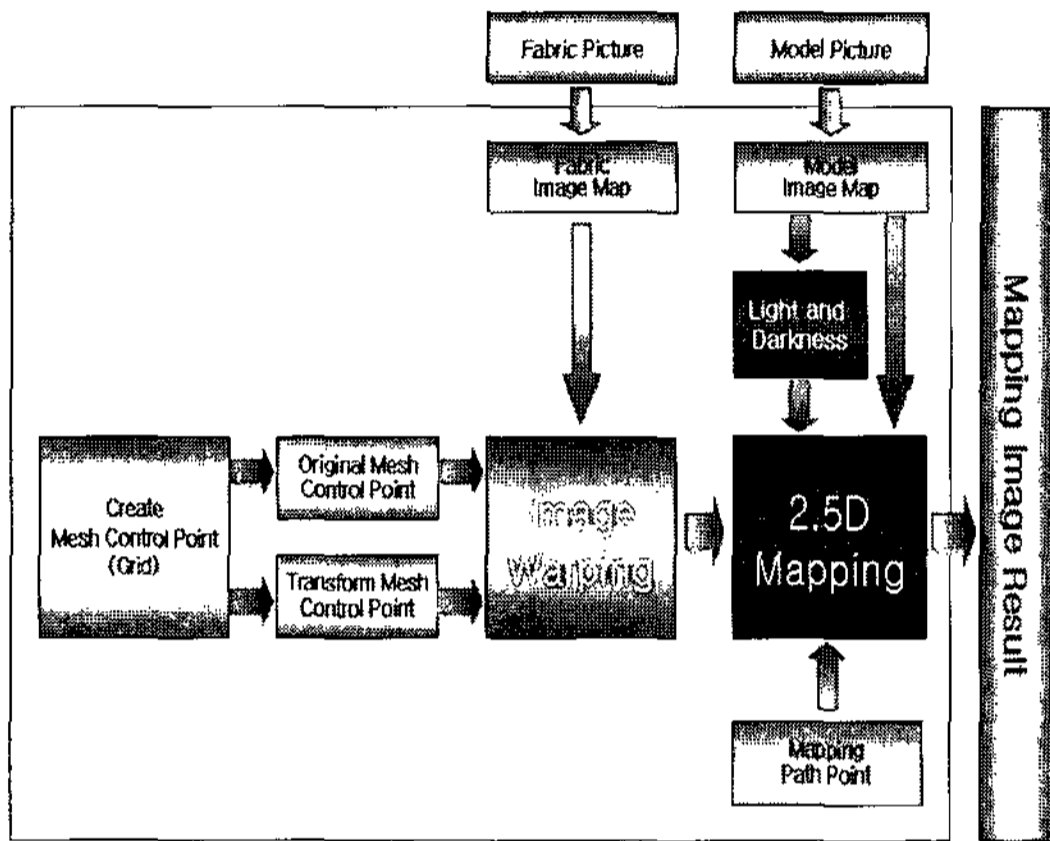 Fabric Picture
Model Picture
Fabric
Image Map
Model
Image Map
Light and
Darkness
Create
Mesh Control Point
(Grid)
Original Mesh
Control Point
Transform Mesh
Control Point
Image
Warping
2.5D
Mapping
Mapping
Path Point
Mapping Image Result